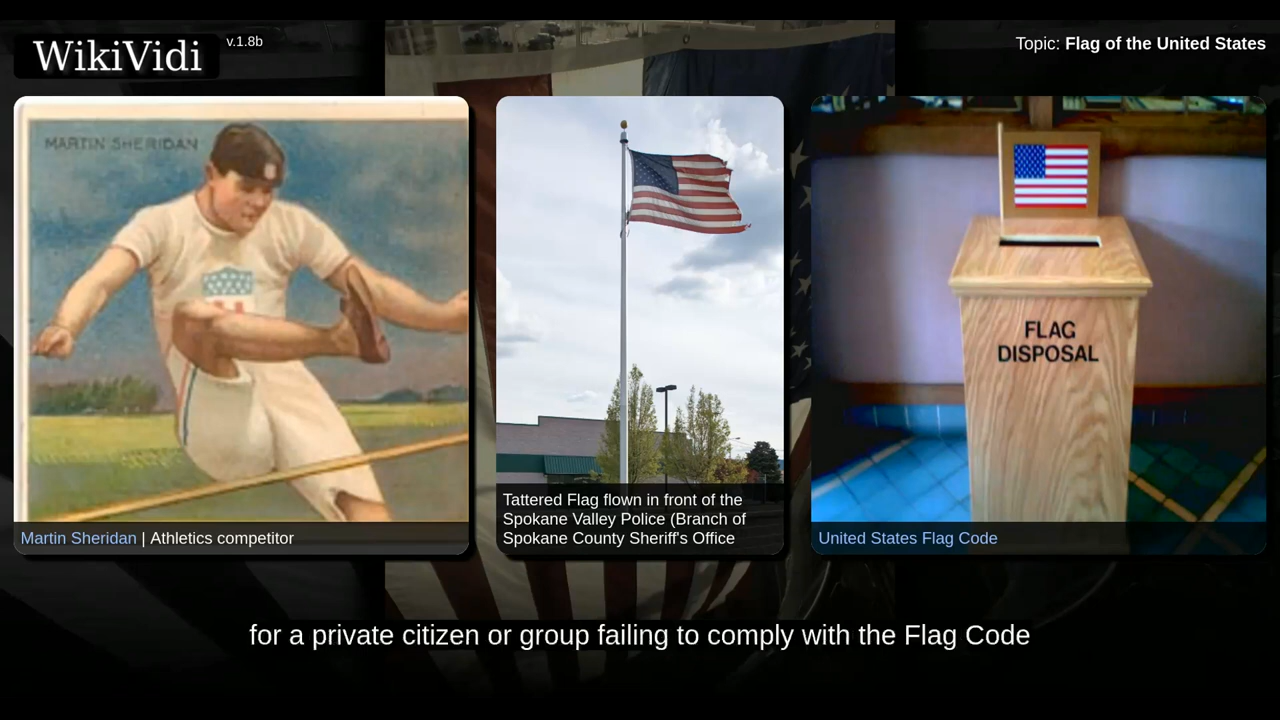 WikiVidi
v.1.8b
Topic: Flag of the United States
MARTIN SHERIDAN
FLAG
DISPOSAL
Martin Sheridan | Athletics competitor
Tattered Flag flown in front of the
Spokane Valley Police (Branch of
Spokane County Sheriff's Office
United States Flag Code
for a private citizen or group failing to comply with the Flag Code